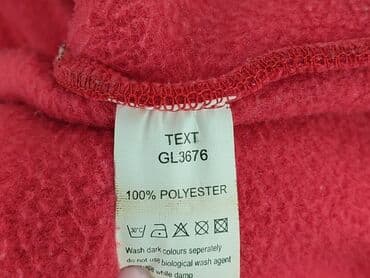 TEXT
GL3676
100% POLYESTER
Wash dark colours seperately
do not use biological wash agent
while damp